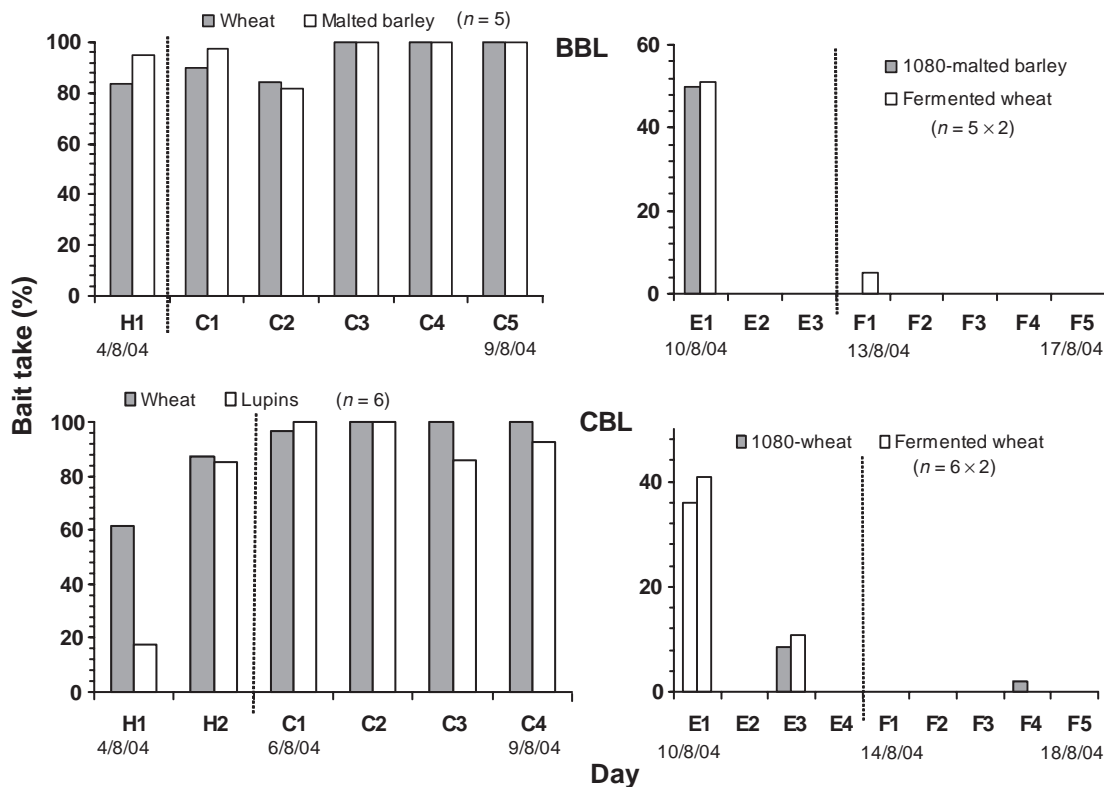 Bait take (%)
Wheat Malted barley (n = 5)
100
80
60
40
20
0
H1 C1 C2 C3 C4 C5
4/8/04 9/8/04
BBL
1080-malted barley
Fermented wheat
(n = 5 × 2)
60
40
20
0
E1 E2 E3 F1 F2 F3 F4 F5
10/8/04 13/8/04 17/8/04
Wheat Lupins (n = 6)
100
80
60
40
20
0
H1 H2 C1 C2 C3 C4
4/8/04 6/8/04 9/8/04
CBL
1080-wheat Fermented wheat
(n = 6 × 2)
40
20
0
E1 E2 E3 E4 F1 F2 F3 F4 F5
10/8/04 14/8/04 18/8/04
Day